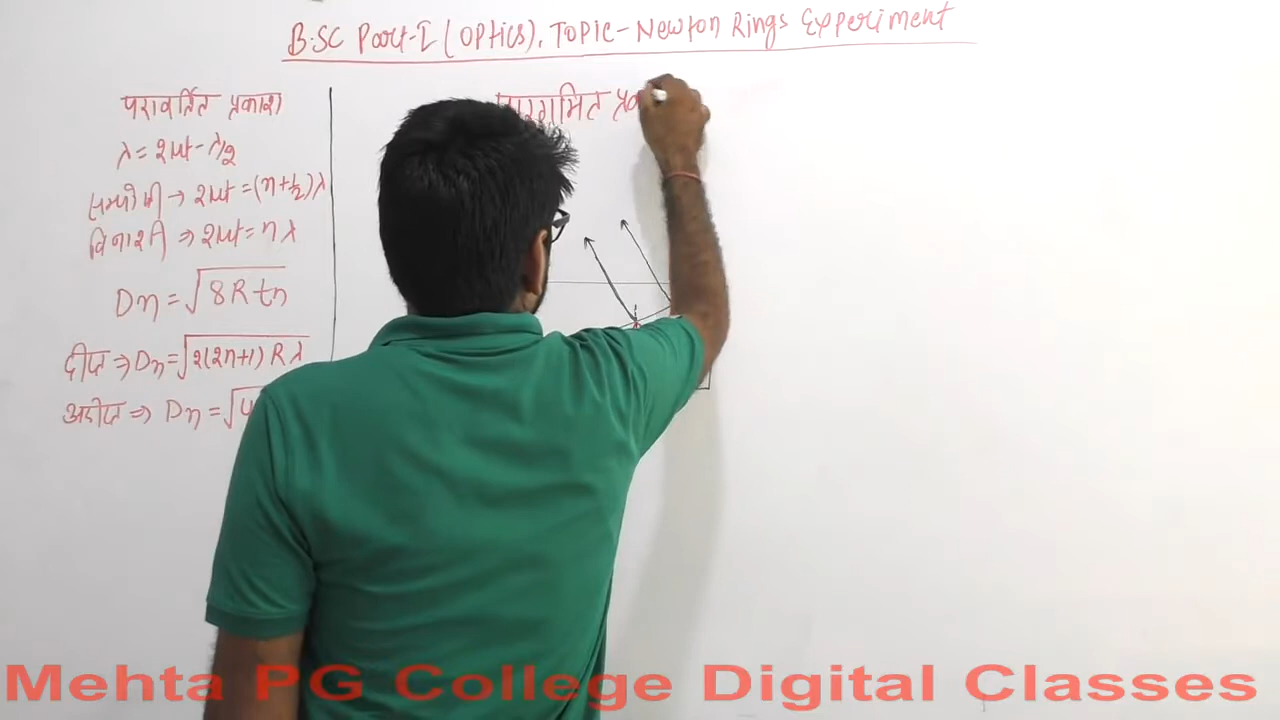 B.SC Part-I (Optics), Topic-Newton Rings Experiment
परावर्तित प्रकाश
λ = 2μt - λ/2
→ 2μt = (n+1/2)λ
विनाशी ⇒ 2μt = nλ
Dn = √8Rtn
दीप्त ⇒ Dn = √2(2n+1)Rλ
अदीप्त ⇒ Dn = √4
Mehta PG College Digital Classes